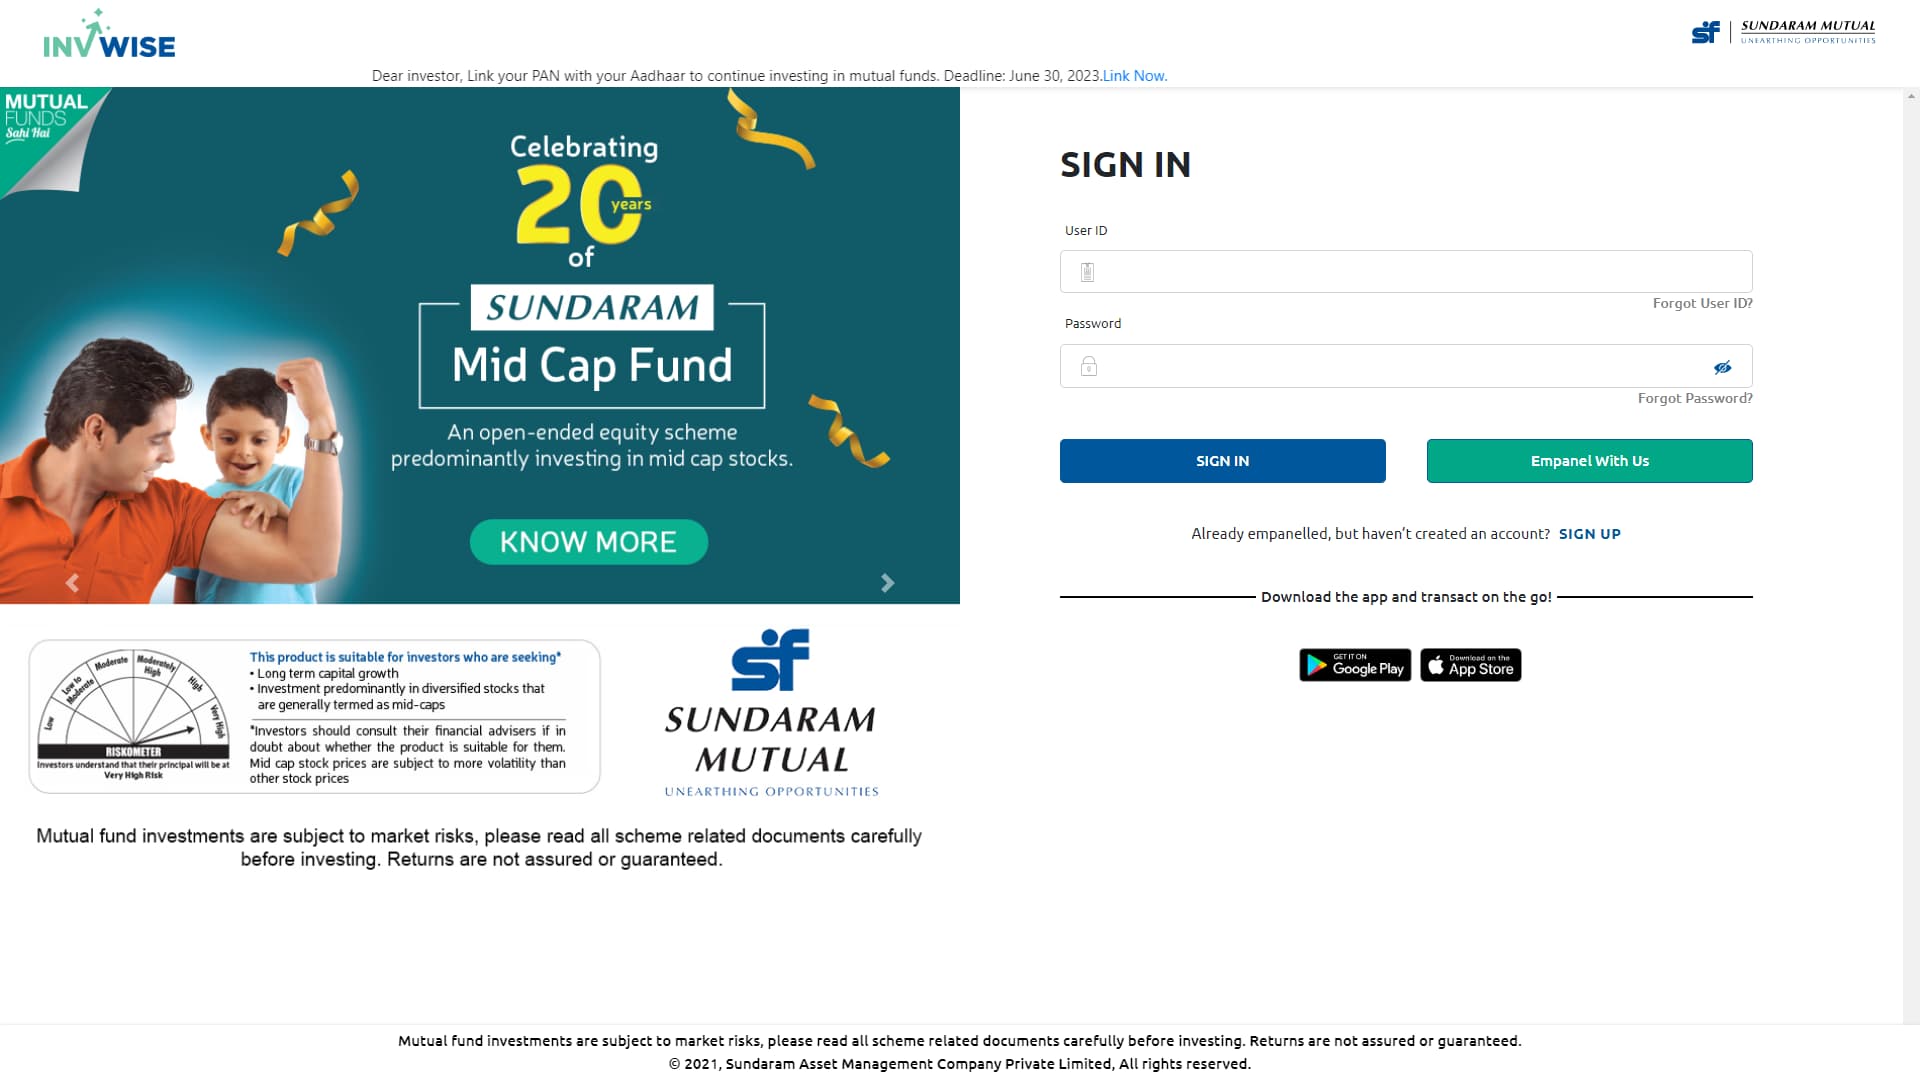 INVWISE
SUNDARAM MUTUAL
UNEARTHING OPPORTUNITIES
Dear investor, Link your PAN with your Aadhaar to continue investing in mutual funds. Deadline: June 30, 2023.Link Now.
MUTUAL
FUNDS
Sahi Hai
Celebrating
20 years
of
SUNDARAM
Mid Cap Fund
An open-ended equity scheme
predominantly investing in mid cap stocks.
KNOW MORE
Low
Low to Moderate
Moderate
Moderately High
High
Very High
RISKOMETER
Investors understand that their principal will be at
Very High Risk
This product is suitable for investors who are seeking*
• Long term capital growth
• Investment predominantly in diversified stocks that
are generally termed as mid-caps
*Investors should consult their financial advisers if in
doubt about whether the product is suitable for them.
Mid cap stock prices are subject to more volatility than
other stock prices
sf
SUNDARAM
MUTUAL
UNEARTHING OPPORTUNITIES
Mutual fund investments are subject to market risks, please read all scheme related documents carefully
before investing. Returns are not assured or guaranteed.
SIGN IN
User ID
Forgot User ID?
Password
Forgot Password?
SIGN IN
Empanel With Us
Already empanelled, but haven’t created an account? SIGN UP
Download the app and transact on the go!
GET IT ON
Google Play
Download on the
App Store
Mutual fund investments are subject to market risks, please read all scheme related documents carefully before investing. Returns are not assured or guaranteed.
© 2021, Sundaram Asset Management Company Private Limited, All rights reserved.